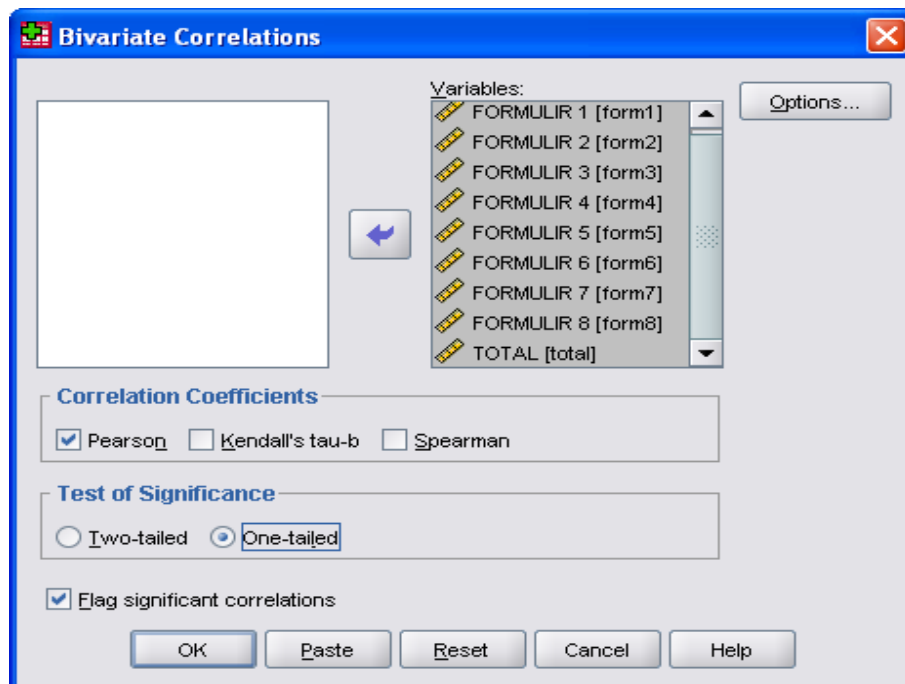 Bivariate Correlations
Variables:
FORMULIR 1 [form1]
FORMULIR 2 [form2]
FORMULIR 3 [form3]
FORMULIR 4 [form4]
FORMULIR 5 [form5]
FORMULIR 6 [form6]
FORMULIR 7 [form7]
FORMULIR 8 [form8]
TOTAL [total]
Options...
Correlation Coefficients
Pearson Kendall's tau-b Spearman
Test of Significance
Two-tailed One-tailed
Flag significant correlations
OK Paste Reset Cancel Help